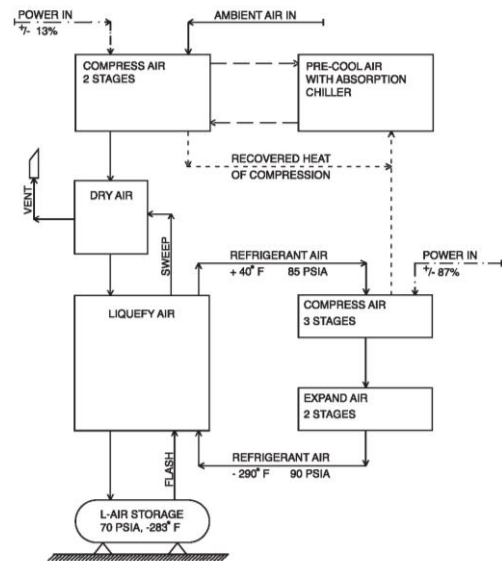 POWER IN
+/- 13%
AMBIENT AIR IN
COMPRESS AIR
2 STAGES
PRE-COOL AIR
WITH ABSORPTION
CHILLER
RECOVERED HEAT
OF COMPRESSION
VENT
DRY AIR
SWEEP
REFRIGERANT AIR
+ 40° F 85 PSIA
POWER IN
+/- 87%
LIQUEFY AIR
COMPRESS AIR
3 STAGES
EXPAND AIR
2 STAGES
REFRIGERANT AIR
- 290° F 90 PSIA
FLASH
L-AIR STORAGE
70 PSIA, -283° F